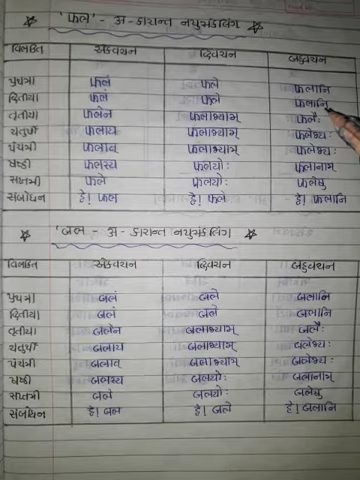 'फल' - अ - कारान्त नपुंसकलिंग
विभक्ति एकवचन द्विवचन बहुवचन
प्रथमा फलं फले फलानि
द्वितीया फलं फले फलानि
तृतीया फलेन फलाभ्याम् फलैः
चतुर्थी फलाय फलाभ्याम् फलेभ्यः
पंचमी फलात् फलाभ्याम् फलेभ्यः
षष्ठी फलस्य फलयोः फलानाम्
सप्तमी फले फलयोः फलेषु
संबोधन हे! फल हे! फले हे! फलानि
'जल - अ - कारान्त नपुंसकलिंग
विभक्ति एकवचन द्विवचन बहुवचन
प्रथमा जलं जले जलानि
द्वितीया जलं जले जलानि
तृतीया जलेन जलाभ्याम् जलैः
चतुर्थी जलाय जलाभ्याम् जलेभ्यः
पंचमी जलात् जलाभ्याम् जलेभ्यः
षष्ठी जलस्य जलयोः जलानाम्
सप्तमी जले जलयोः जलेषु
संबोधन हे! जल हे! जले हे! जलानि